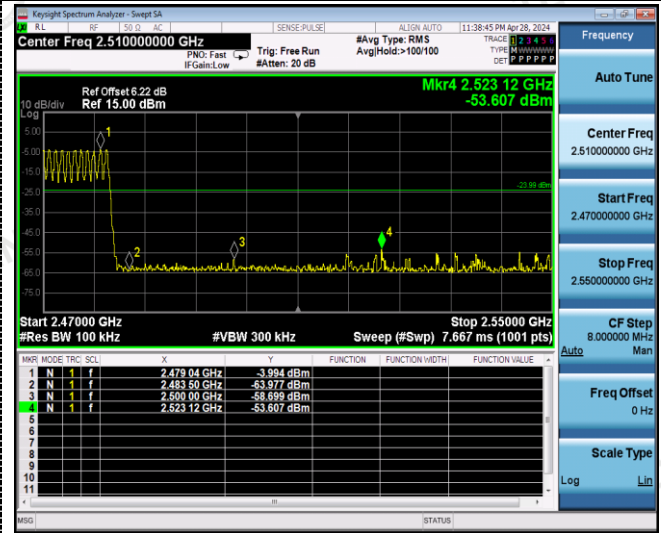 Keysight Spectrum Analyzer - Swept SA
RL RF 50 Ω AC SENSE:PULSE ALIGN AUTO 11:38:45 PM Apr 28, 2024
Center Freq 2.510000000 GHz
PNO: Fast
IFGain:Low
Trig: Free Run
#Atten: 20 dB
#Avg Type: RMS
Avg|Hold:>100/100
TRACE 1 2 3 4 5 6
TYPE M WWWWW
DET P P P P P P
Ref Offset 6.22 dB
Ref 15.00 dBm
10 dB/div
Log
Mkr4 2.523 12 GHz
-53.607 dBm
5.00
-5.00
-15.0
-25.0
-35.0
-45.0
-55.0
-65.0
-75.0
1
2
3
4
-23.99 dBm
Start 2.47000 GHz
#Res BW 100 kHz
#VBW 300 kHz
Stop 2.55000 GHz
Sweep (#Swp) 7.667 ms (1001 pts)
MKR MODE TRC SCL X Y FUNCTION FUNCTION WIDTH FUNCTION VALUE
1 N 1 f 2.479 04 GHz -3.994 dBm
2 N 1 f 2.483 50 GHz -63.977 dBm
3 N 1 f 2.500 00 GHz -58.699 dBm
4 N 1 f 2.523 12 GHz -53.607 dBm
5
6
7
8
9
10
11
MSG STATUS
Frequency
Auto Tune
Center Freq
2.510000000 GHz
Start Freq
2.470000000 GHz
Stop Freq
2.550000000 GHz
CF Step
8.000000 MHz
Auto Man
Freq Offset
0 Hz
Scale Type
Log Lin